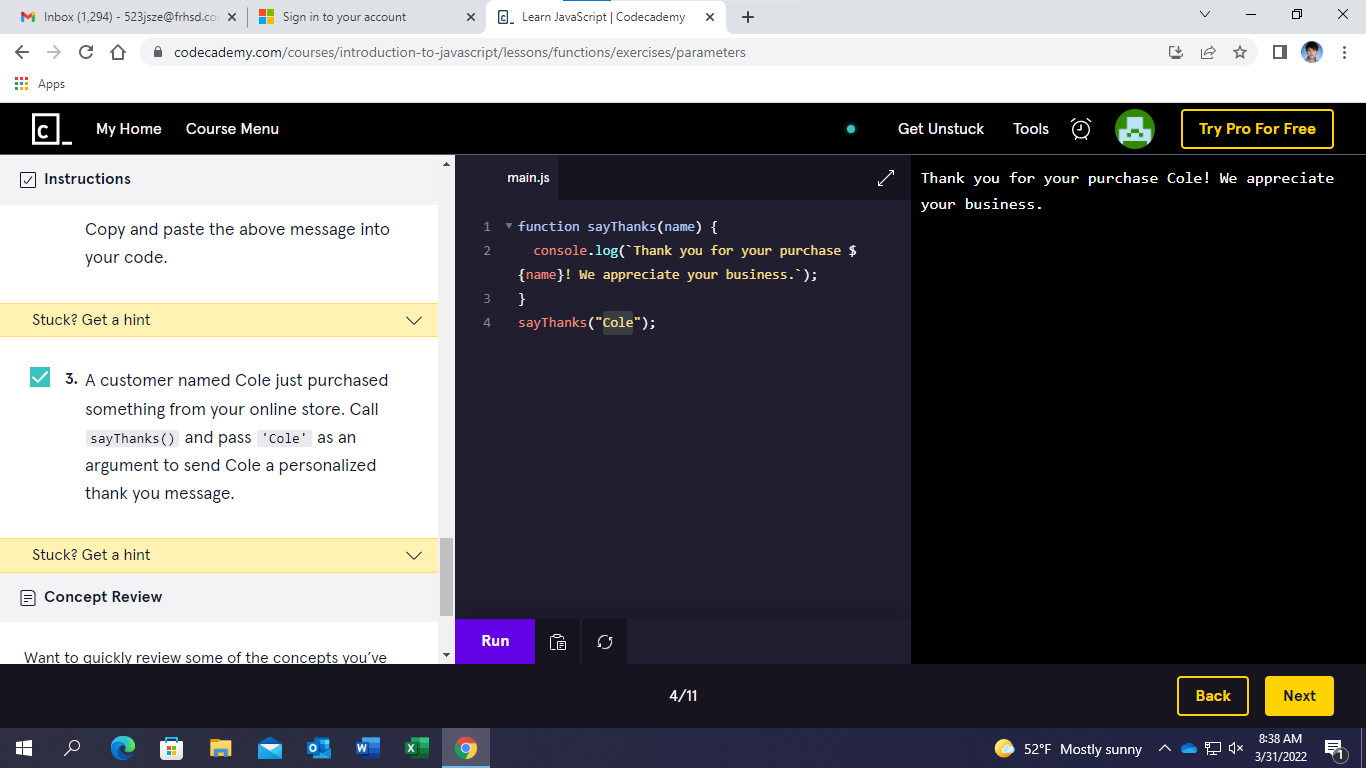 Inbox (1,294) - 523jsze@frhsd.co
Sign in to your account
Learn JavaScript | Codecademy
codecademy.com/courses/introduction-to-javascript/lessons/functions/exercises/parameters
Apps
c_
My Home
Course Menu
Get Unstuck
Tools
Try Pro For Free
Instructions
Copy and paste the above message into
your code.
Stuck? Get a hint
3. A customer named Cole just purchased
something from your online store. Call
sayThanks() and pass 'Cole' as an
argument to send Cole a personalized
thank you message.
Stuck? Get a hint
Concept Review
Want to quickly review some of the concepts you've
main.js
1 function sayThanks(name) {
2 console.log(`Thank you for your purchase $
{name}! We appreciate your business.`);
3 }
4 sayThanks("Cole");
Run
Thank you for your purchase Cole! We appreciate
your business.
4/11
Back
Next
52°F Mostly sunny
8:38 AM
3/31/2022
1